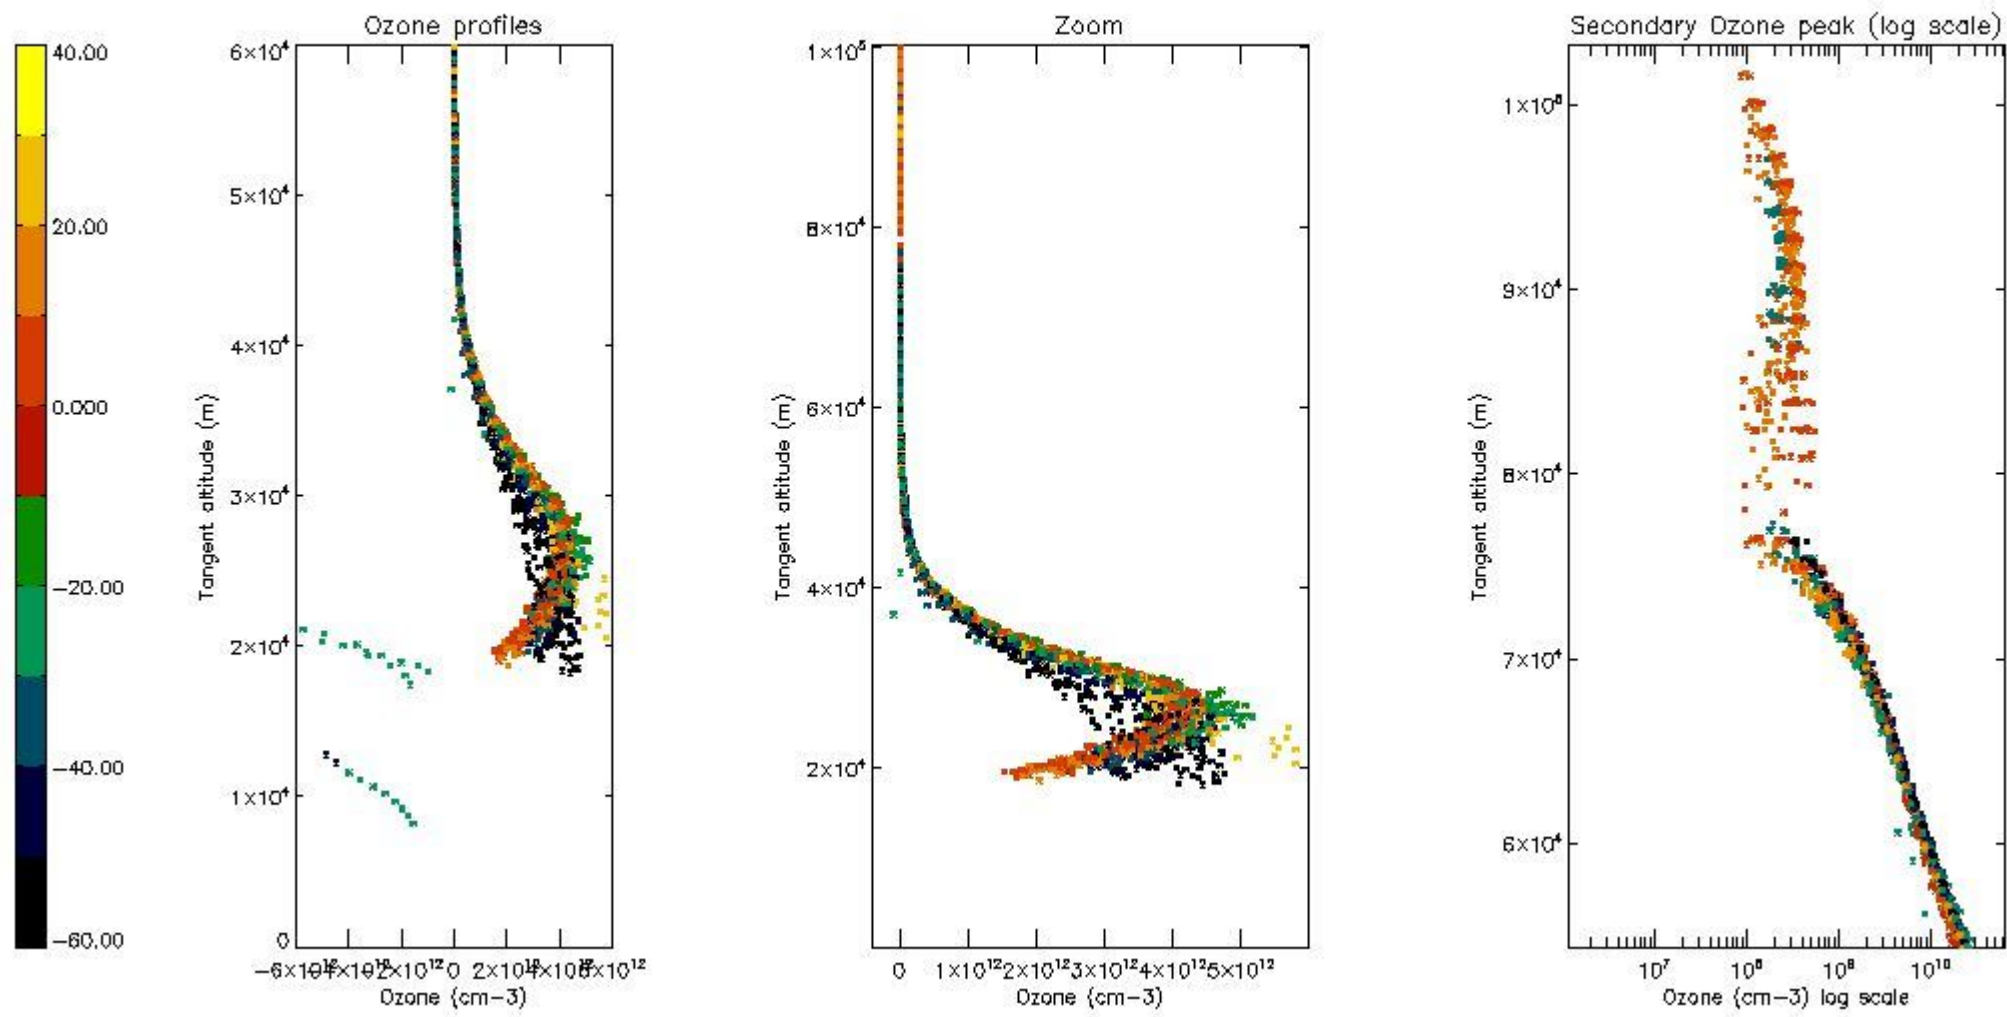 Ozone profiles
Zoom
Secondary Ozone peak (log scale)
40.00
20.00
0.000
−20.00
−40.00
−60.00
Tangent altitude (m)
6×10⁴
5×10⁴
4×10⁴
3×10⁴
2×10⁴
1×10⁴
0
2×10¹² 0
Ozone (cm−3)
Tangent altitude (m)
1×10⁵
8×10⁴
6×10⁴
4×10⁴
2×10⁴
0 1×10¹² 2×10¹² 3×10¹² 4×10¹² 5×10¹²
Ozone (cm−3)
Tangent altitude (m)
9×10⁴
8×10⁴
7×10⁴
6×10⁴
10⁷ 10¹⁰
Ozone (cm−3) log scale